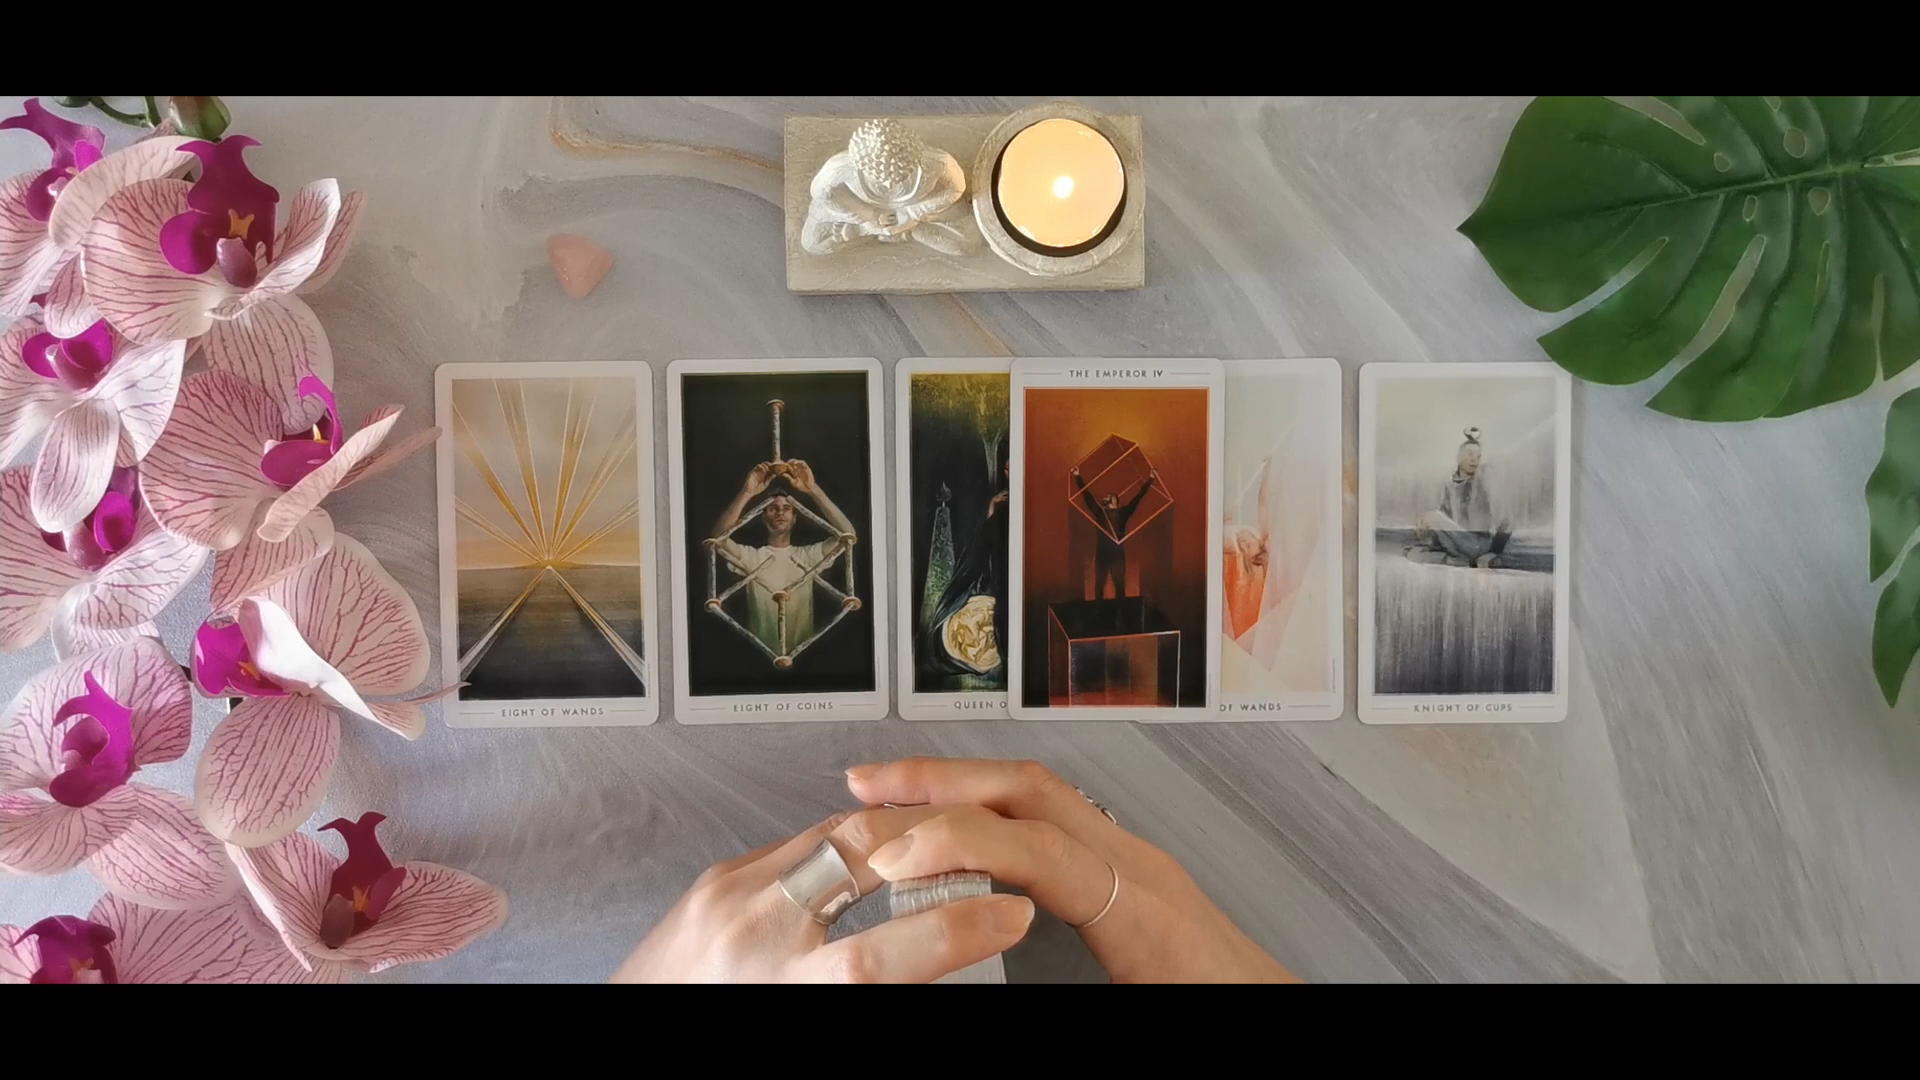 THE EMPEROR IV
EIGHT OF WANDS
EIGHT OF COINS
QUEEN O
OF WANDS
KNIGHT OF CUPS